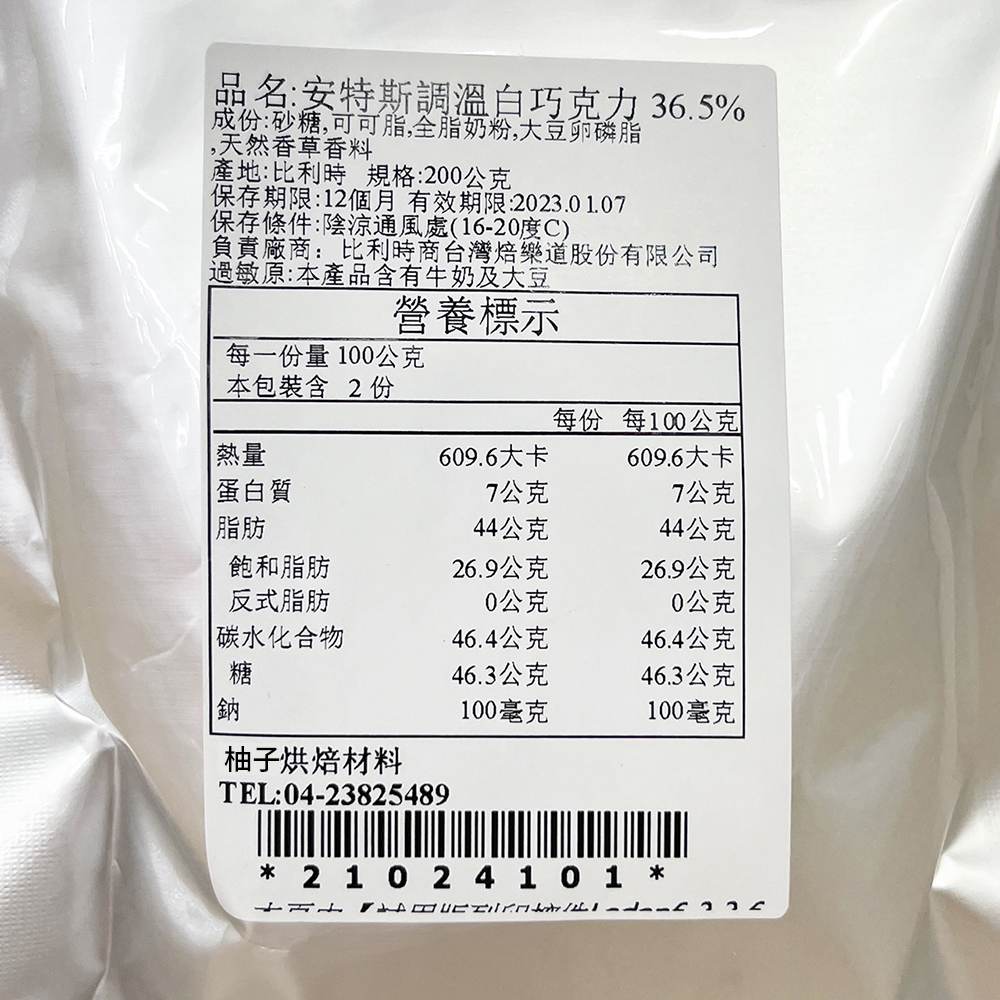 品名:安特斯調溫白巧克力 36.5%
成份:砂糖,可可脂,全脂奶粉,大豆卵磷脂
,天然香草香料
產地:比利時 規格:200公克
保存期限:12個月 有效期限:2023.01.07
保存條件:陰涼通風處(16-20度C)
負責廠商: 比利時商台灣焙樂道股份有限公司
過敏原:本產品含有牛奶及大豆
營養標示
每一份量 100公克
本包裝含 2 份
每份 每100公克
熱量 609.6大卡 609.6大卡
蛋白質 7公克 7公克
脂肪 44公克 44公克
飽和脂肪 26.9公克 26.9公克
反式脂肪 0公克 0公克
碳水化合物 46.4公克 46.4公克
糖 46.3公克 46.3公克
鈉 100毫克 100毫克
柚子烘焙材料
TEL:04-23825489
*21024101*